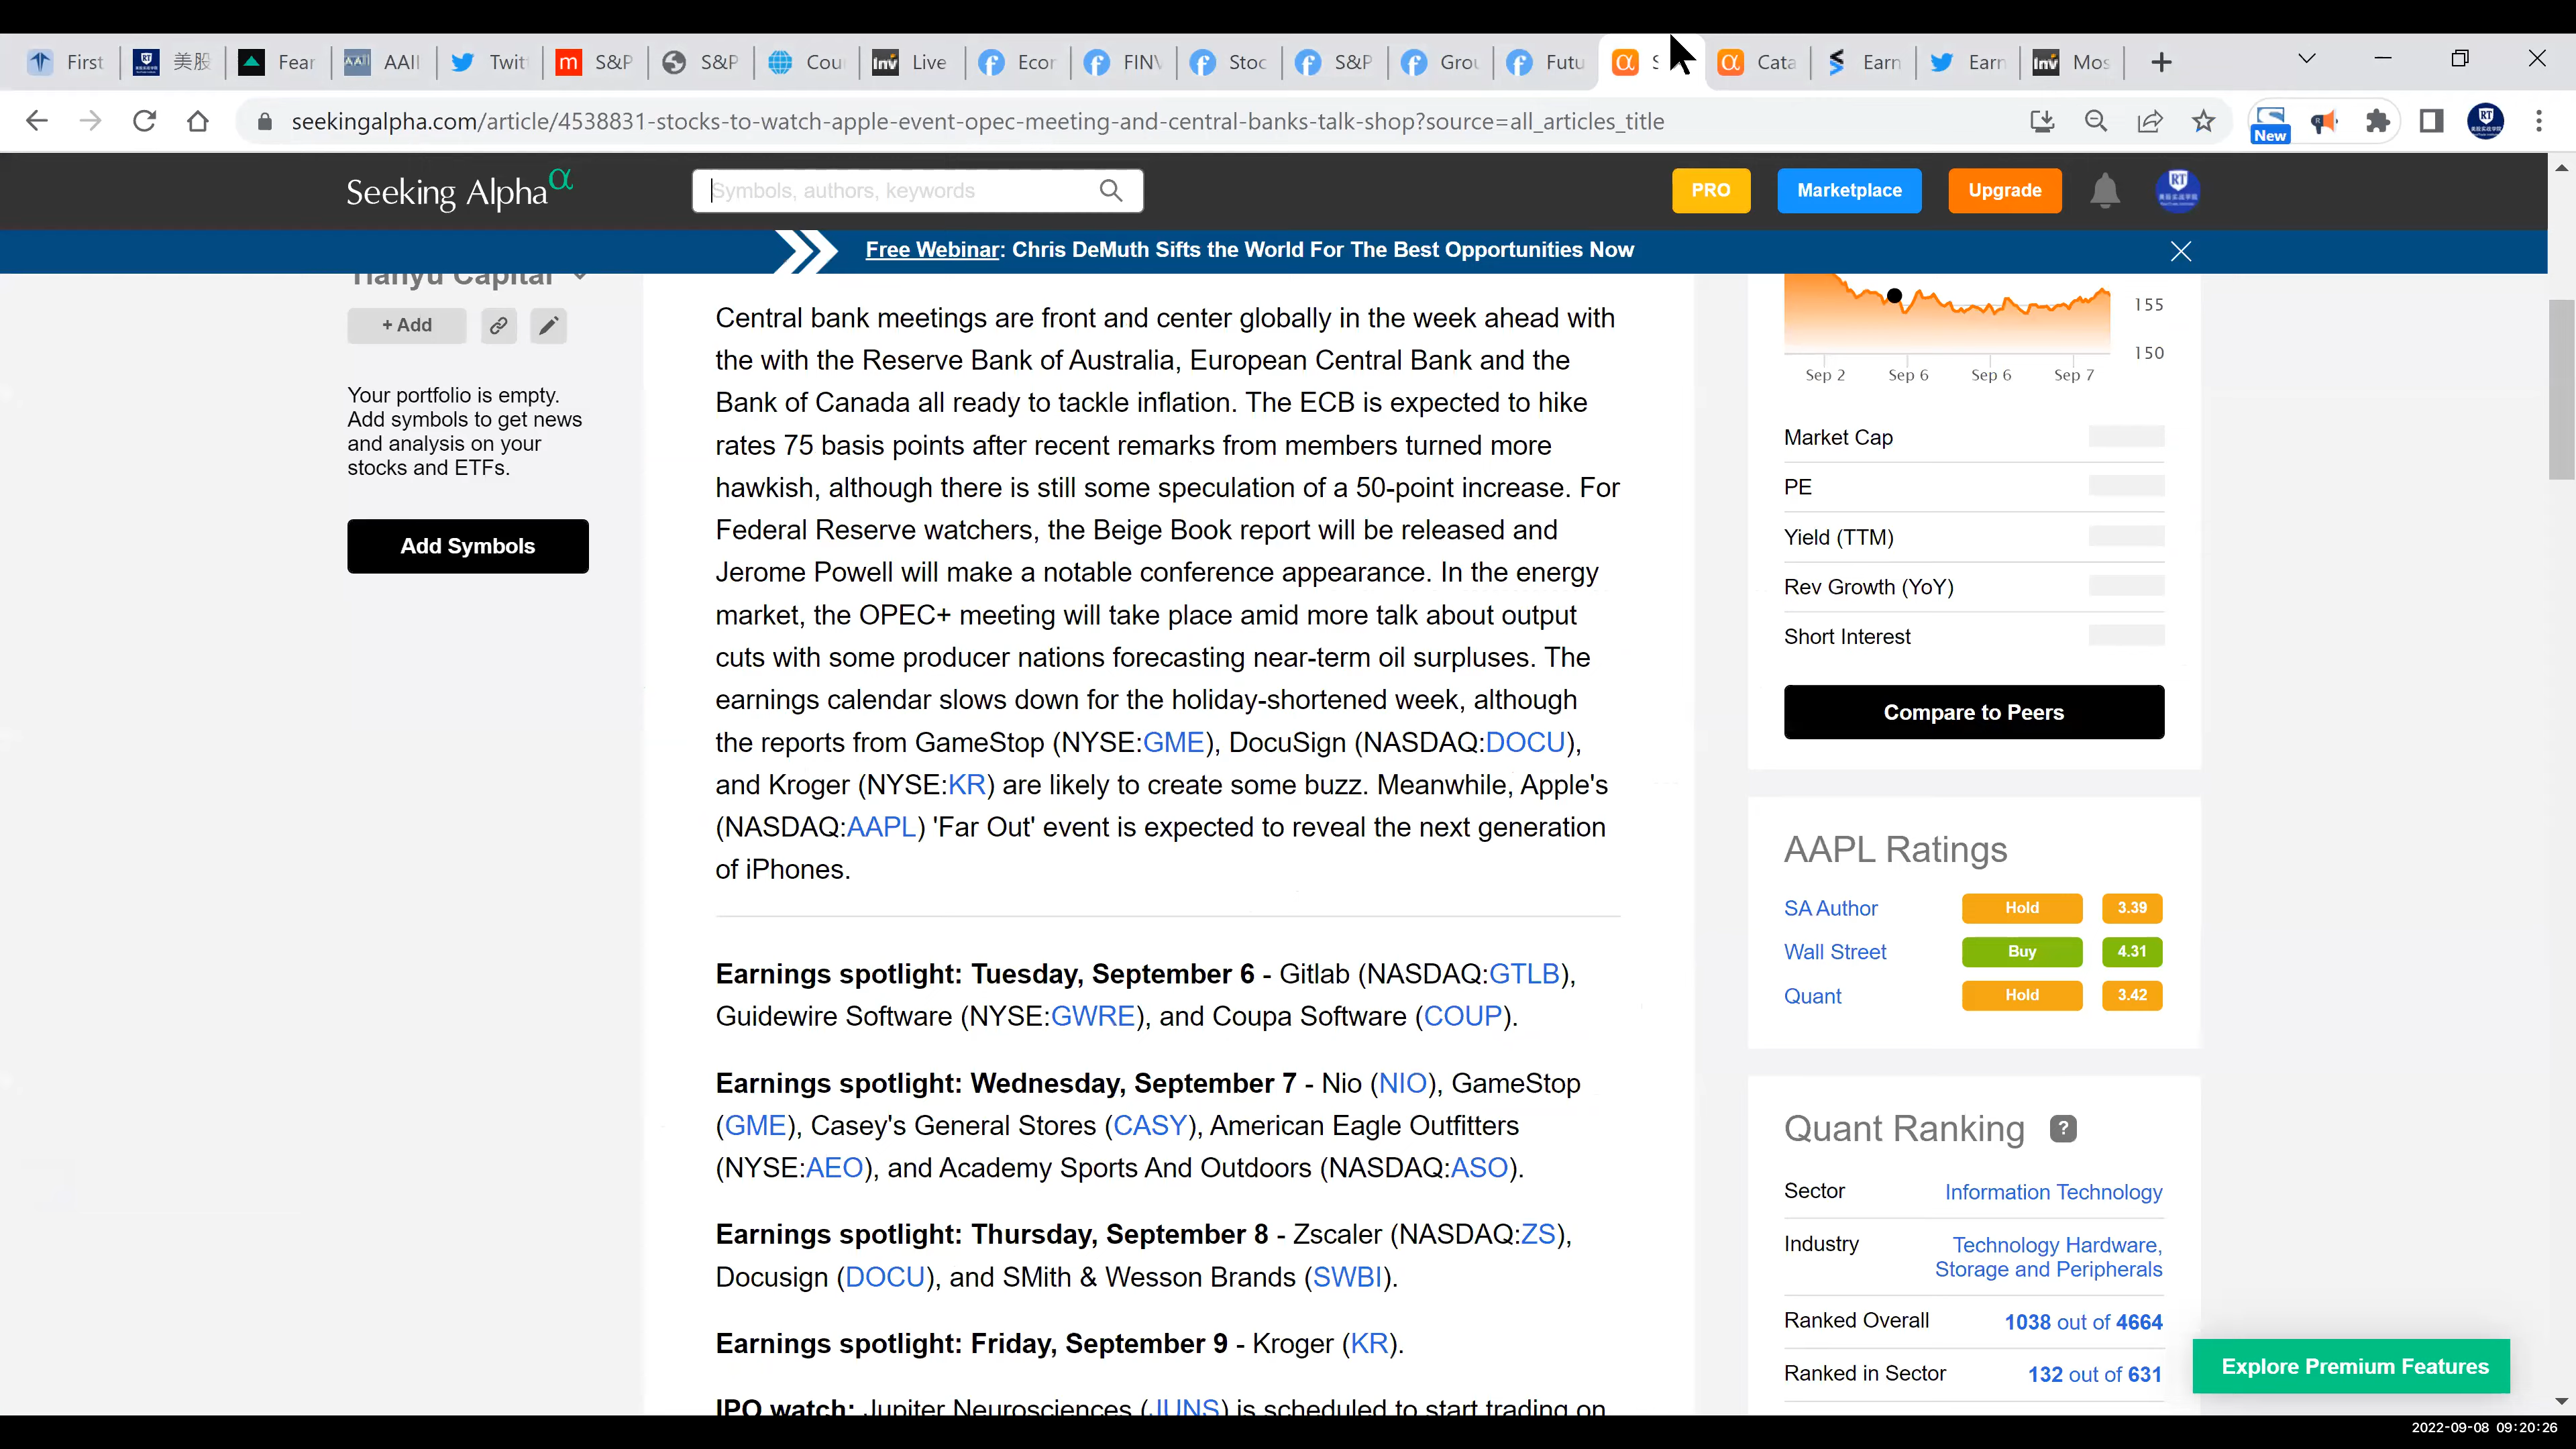 First
美股
Fear
AAII
Twit
S&P
S&P
Cou
Live
Ecor
FINV
Stoc
S&P
Grou
Futu
S
Cata
Earn
Earn
Mos
seekingalpha.com/article/4538831-stocks-to-watch-apple-event-opec-meeting-and-central-banks-talk-shop?source=all_articles_title
New
Seeking Alpha α
Symbols, authors, keywords
PRO
Marketplace
Upgrade
Free Webinar: Chris DeMuth Sifts the World For The Best Opportunities Now
Tianyu Capital
+ Add
Your portfolio is empty.
Add symbols to get news
and analysis on your
stocks and ETFs.
Add Symbols
Central bank meetings are front and center globally in the week ahead with
the with the Reserve Bank of Australia, European Central Bank and the
Bank of Canada all ready to tackle inflation. The ECB is expected to hike
rates 75 basis points after recent remarks from members turned more
hawkish, although there is still some speculation of a 50-point increase. For
Federal Reserve watchers, the Beige Book report will be released and
Jerome Powell will make a notable conference appearance. In the energy
market, the OPEC+ meeting will take place amid more talk about output
cuts with some producer nations forecasting near-term oil surpluses. The
earnings calendar slows down for the holiday-shortened week, although
the reports from GameStop (NYSE:GME), DocuSign (NASDAQ:DOCU),
and Kroger (NYSE:KR) are likely to create some buzz. Meanwhile, Apple's
(NASDAQ:AAPL) 'Far Out' event is expected to reveal the next generation
of iPhones.
Earnings spotlight: Tuesday, September 6 - Gitlab (NASDAQ:GTLB),
Guidewire Software (NYSE:GWRE), and Coupa Software (COUP).
Earnings spotlight: Wednesday, September 7 - Nio (NIO), GameStop
(GME), Casey's General Stores (CASY), American Eagle Outfitters
(NYSE:AEO), and Academy Sports And Outdoors (NASDAQ:ASO).
Earnings spotlight: Thursday, September 8 - Zscaler (NASDAQ:ZS),
Docusign (DOCU), and SMith & Wesson Brands (SWBI).
Earnings spotlight: Friday, September 9 - Kroger (KR).
IPO watch: Jupiter Neurosciences (JUNS) is scheduled to start trading on
155
150
Sep 2 Sep 6 Sep 6 Sep 7
Market Cap
PE
Yield (TTM)
Rev Growth (YoY)
Short Interest
Compare to Peers
AAPL Ratings
SA Author Hold 3.39
Wall Street Buy 4.31
Quant Hold 3.42
Quant Ranking ?
Sector Information Technology
Industry Technology Hardware,
Storage and Peripherals
Ranked Overall 1038 out of 4664
Ranked in Sector 132 out of 631
Explore Premium Features
2022-09-08 09:20:26